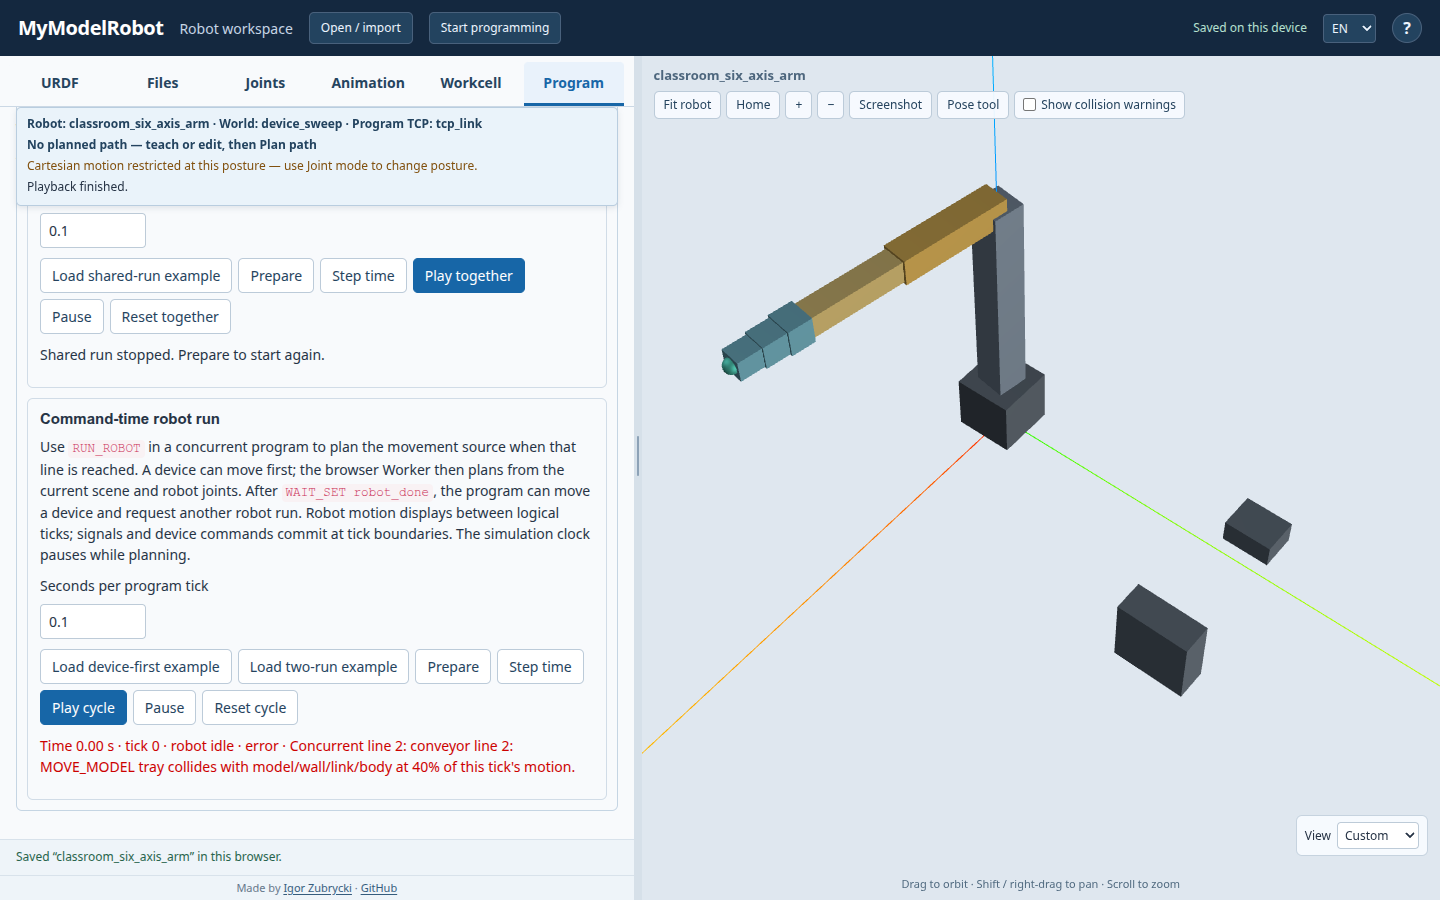 MyModelRobot Robot workspace Open / import Start programming Saved on this device EN ?
URDF Files Joints Animation Workcell Program
Robot: classroom_six_axis_arm · World: device_sweep · Program TCP: tcp_link
No planned path — teach or edit, then Plan path
Cartesian motion restricted at this posture — use Joint mode to change posture.
Playback finished.
0.1
Load shared-run example Prepare Step time Play together
Pause Reset together
Shared run stopped. Prepare to start again.
Command-time robot run
Use RUN_ROBOT in a concurrent program to plan the movement source when that
line is reached. A device can move first; the browser Worker then plans from the
current scene and robot joints. After WAIT_SET robot_done, the program can move
a device and request another robot run. Robot motion displays between logical
ticks; signals and device commands commit at tick boundaries. The simulation clock
pauses while planning.
Seconds per program tick
0.1
Load device-first example Load two-run example Prepare Step time
Play cycle Pause Reset cycle
Time 0.00 s · tick 0 · robot idle · error · Concurrent line 2: conveyor line 2:
MOVE_MODEL tray collides with model/wall/link/body at 40% of this tick's motion.
Saved “classroom_six_axis_arm” in this browser.
Made by Igor Zubrycki · GitHub
classroom_six_axis_arm
Fit robot Home + − Screenshot Pose tool Show collision warnings
View Custom
Drag to orbit · Shift / right-drag to pan · Scroll to zoom